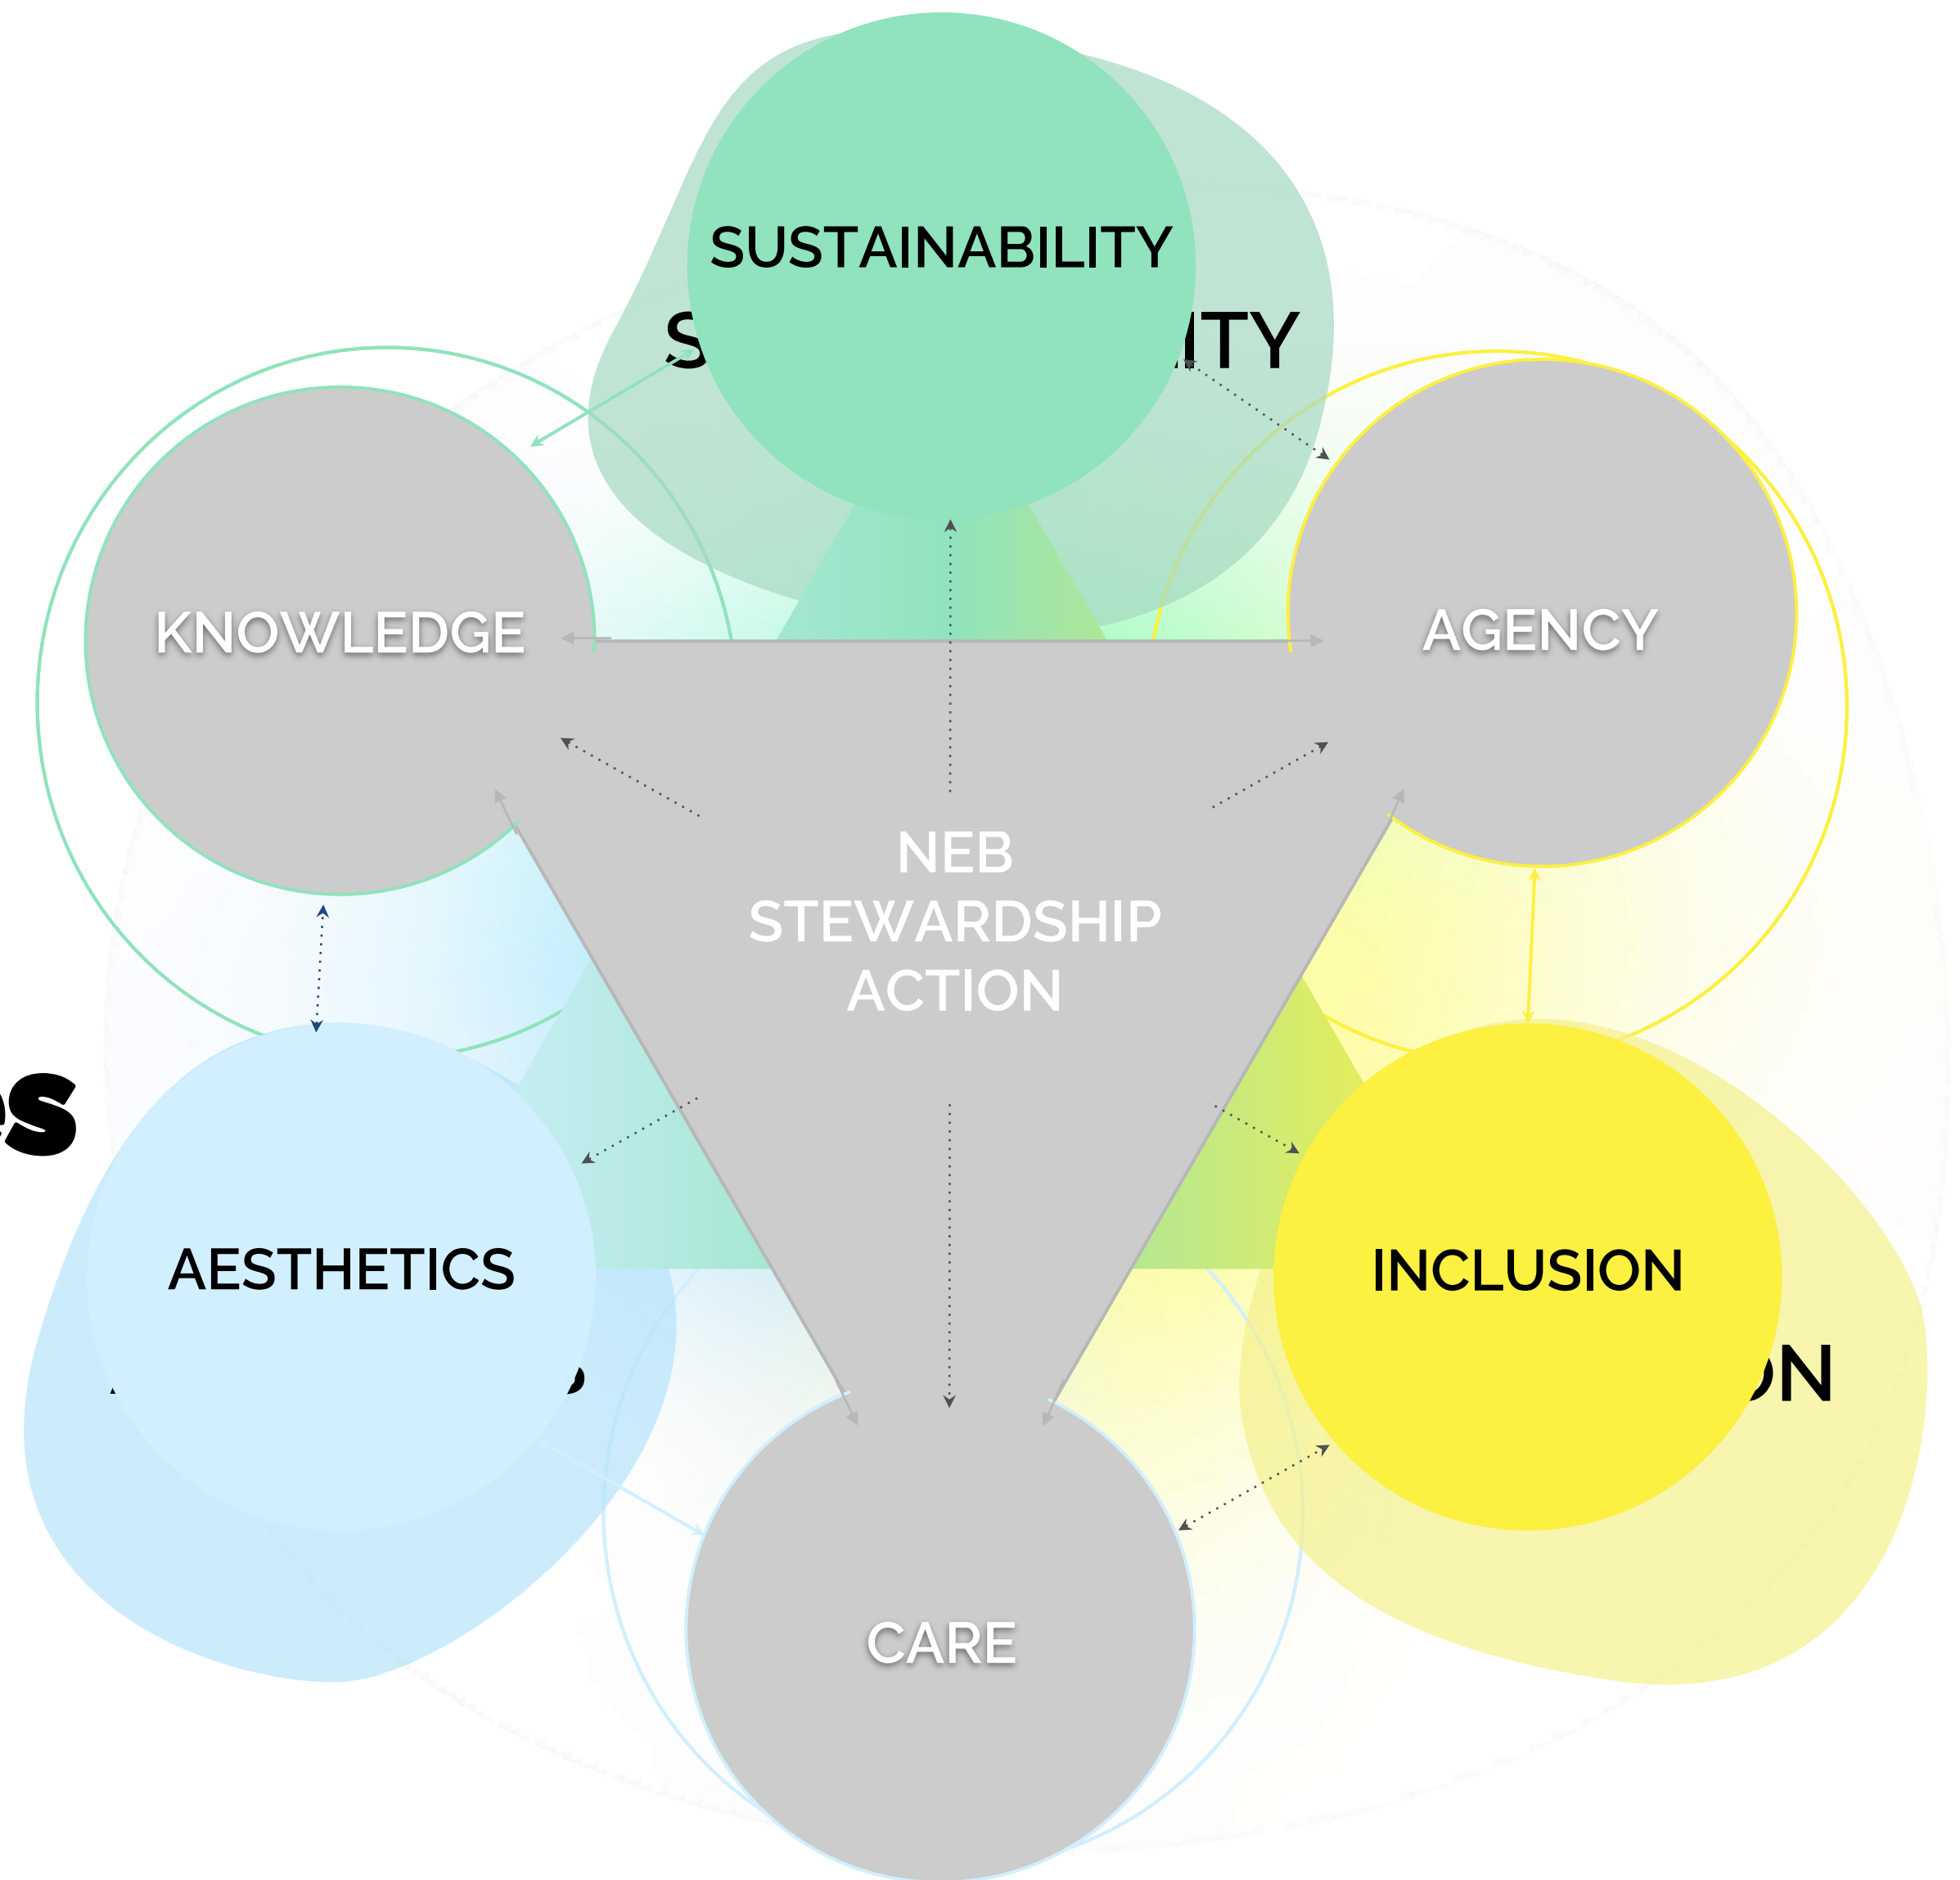 SUSTAINABILITY
KNOWLEDGE
AGENCY
NEB
STEWARDSHIP
ACTION
AESTHETICS
INCLUSION
CARE